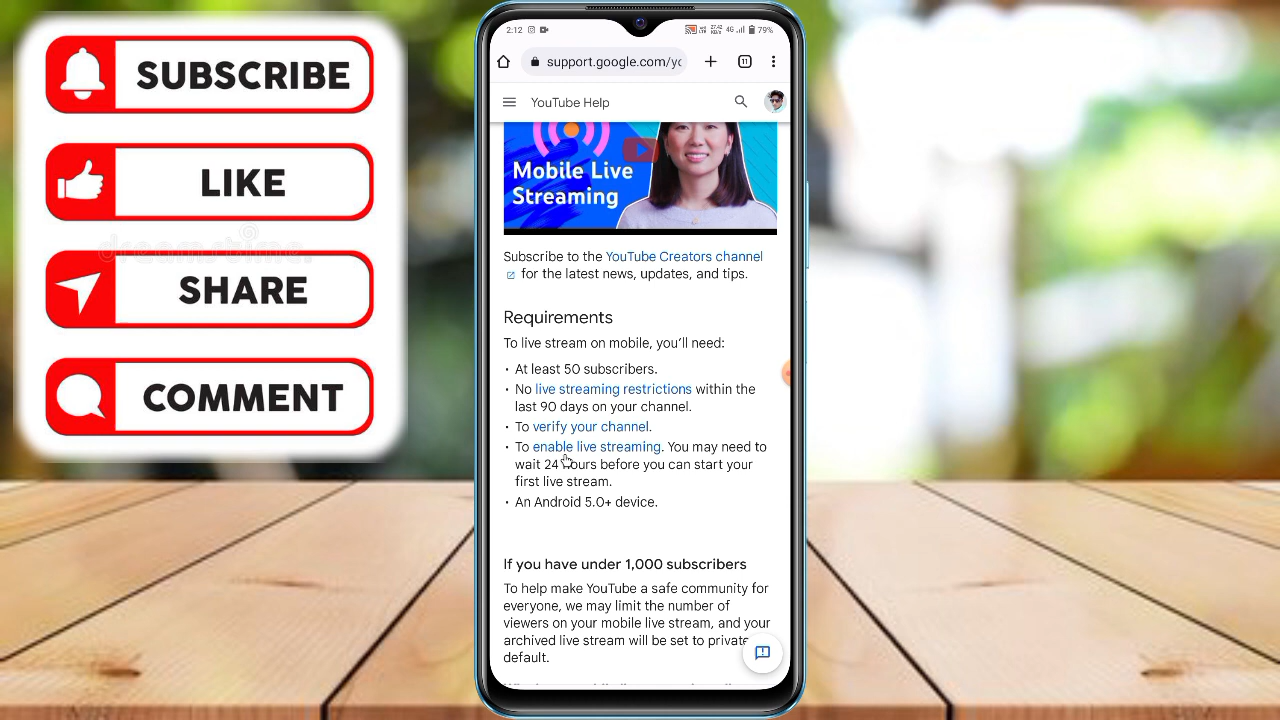 SUBSCRIBE
LIKE
SHARE
COMMENT
dreamstime.
2:12
4G
79%
support.google.com/yc
11
YouTube Help
Mobile Live
Streaming
Subscribe to the YouTube Creators channel
for the latest news, updates, and tips.
Requirements
To live stream on mobile, you’ll need:
• At least 50 subscribers.
• No live streaming restrictions within the
last 90 days on your channel.
• To verify your channel.
• To enable live streaming. You may need to
wait 24 hours before you can start your
first live stream.
• An Android 5.0+ device.
If you have under 1,000 subscribers
To help make YouTube a safe community for
everyone, we may limit the number of
viewers on your mobile live stream, and your
archived live stream will be set to private
default.